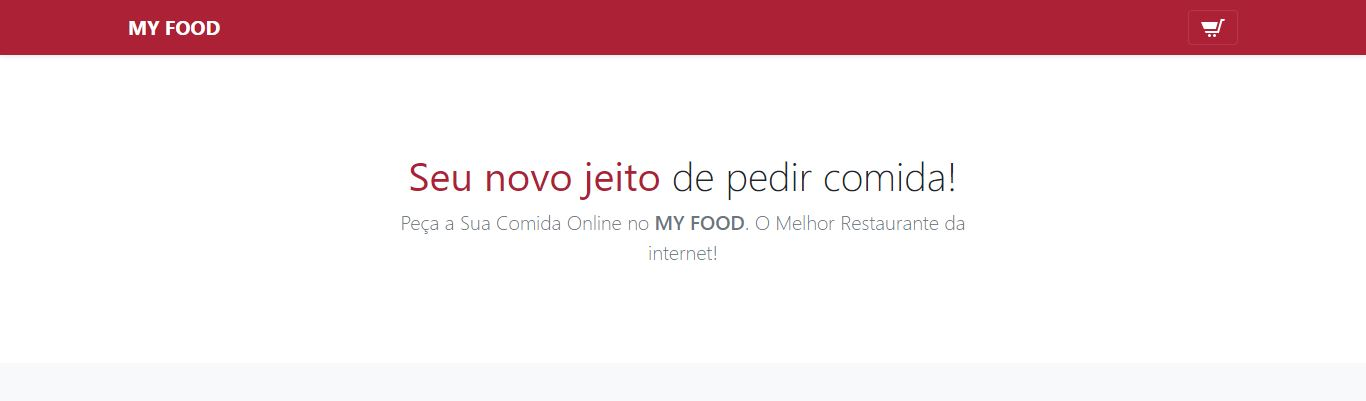 MY FOOD
Seu novo jeito de pedir comida!
Peça a Sua Comida Online no MY FOOD. O Melhor Restaurante da
internet!